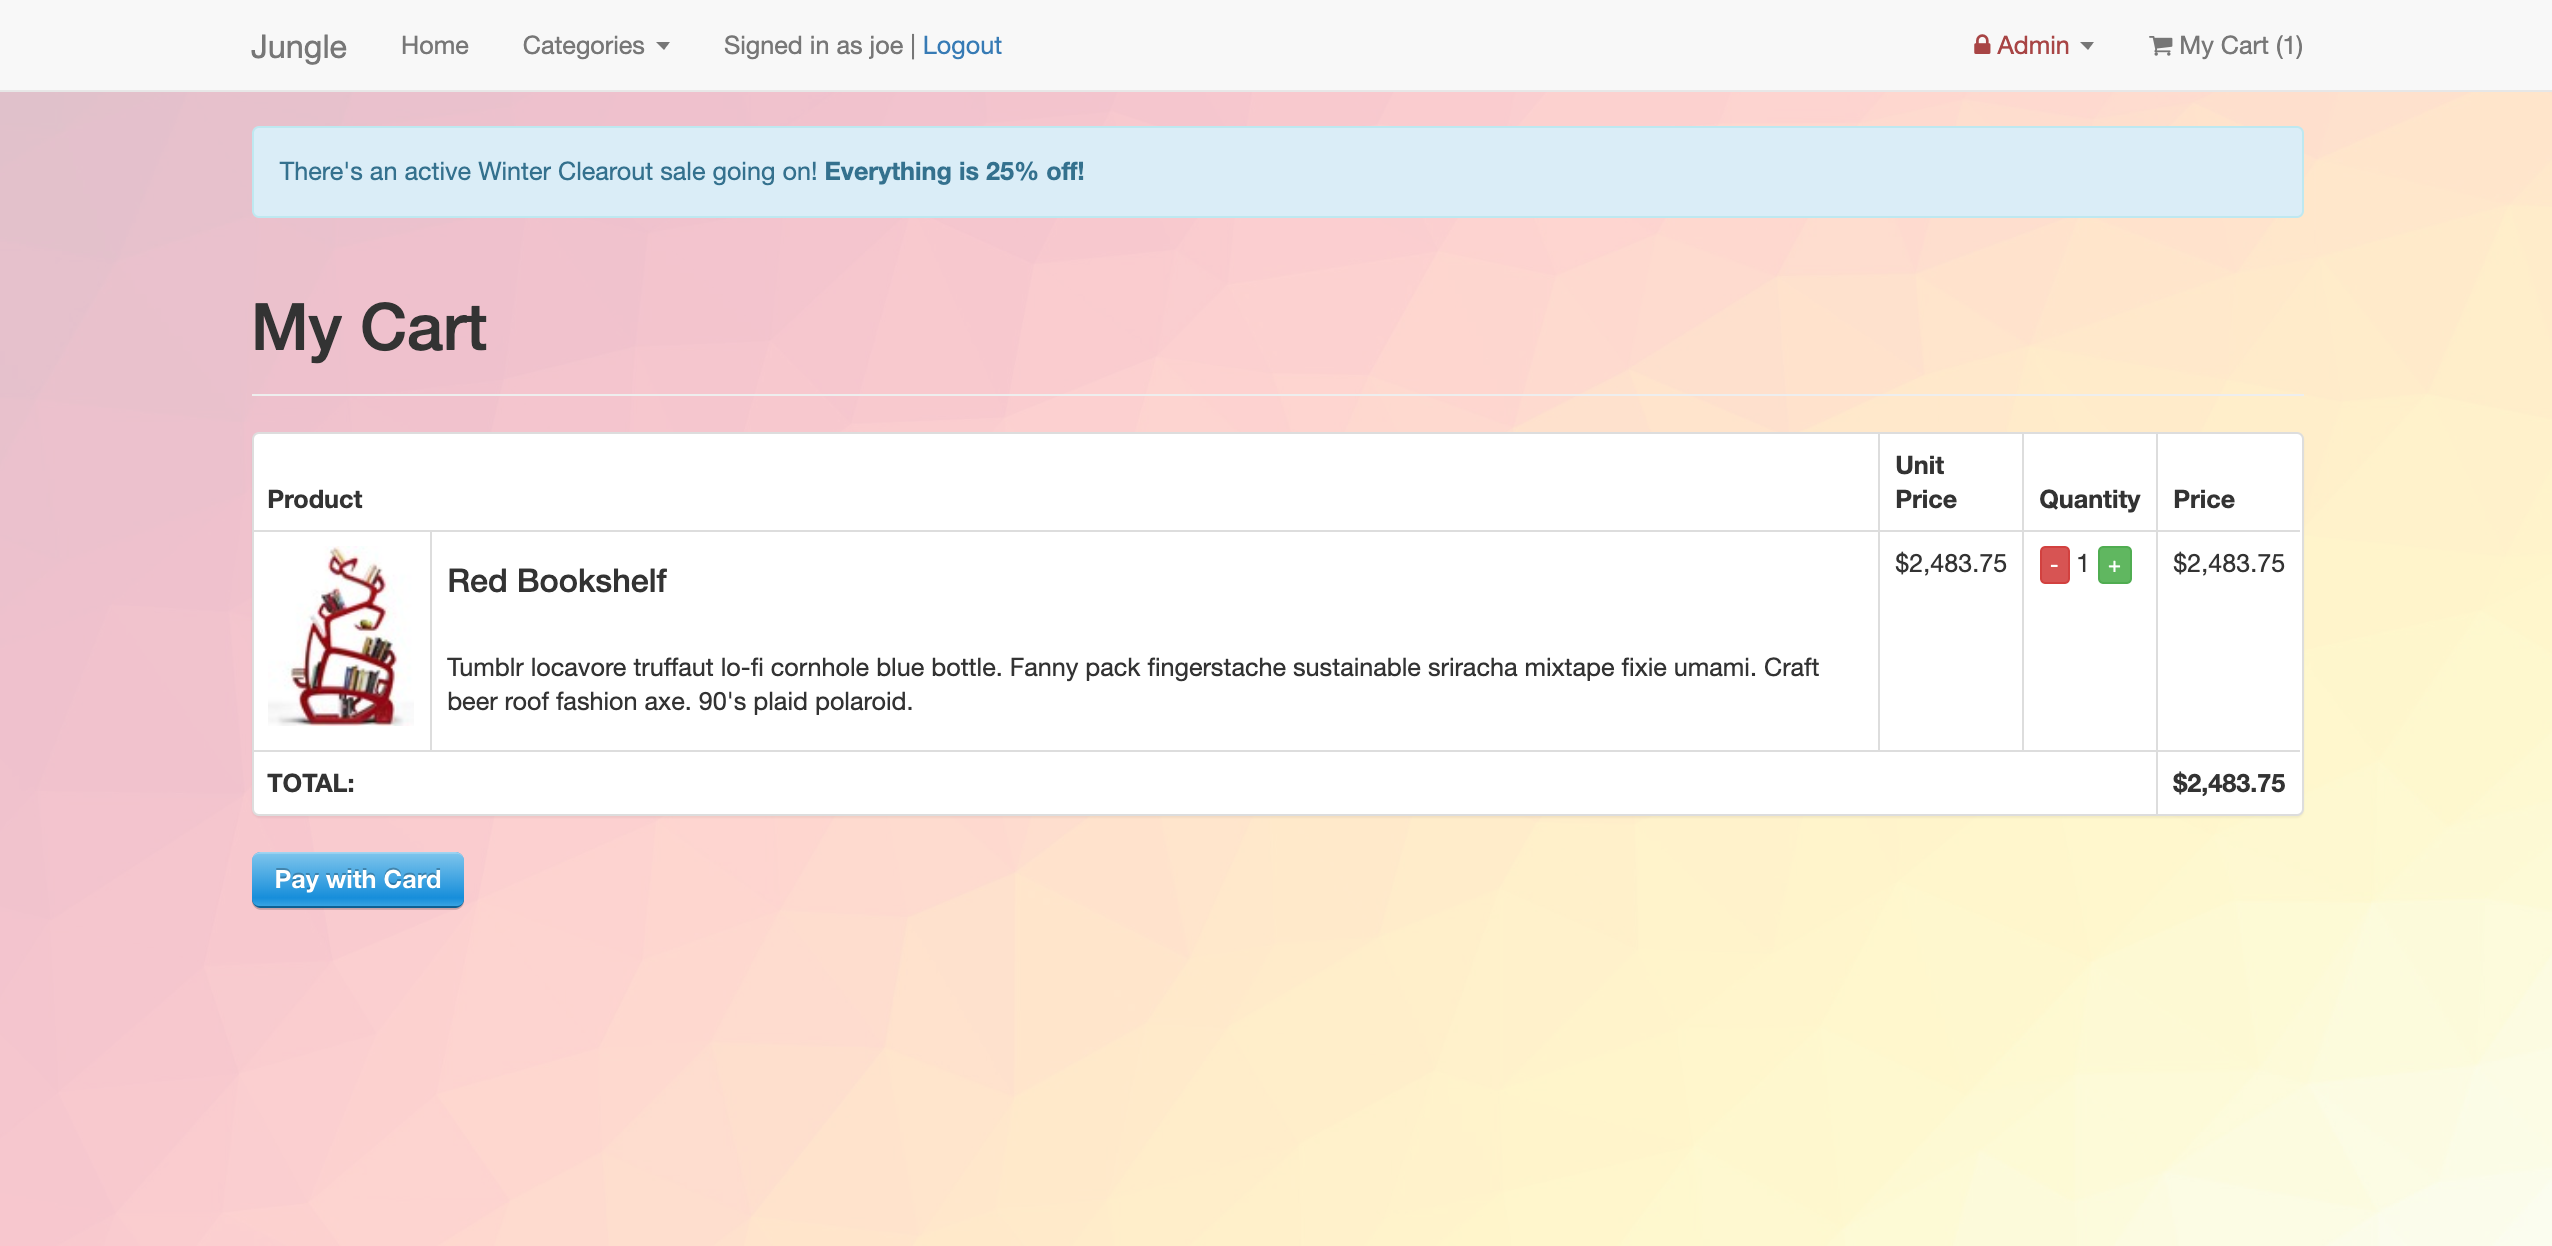 Jungle Home Categories Signed in as joe | Logout Admin My Cart (1)
There's an active Winter Clearout sale going on! Everything is 25% off!
My Cart
Product Unit Price Quantity Price
Red Bookshelf $2,483.75 - 1 + $2,483.75
Tumblr locavore truffaut lo-fi cornhole blue bottle. Fanny pack fingerstache sustainable sriracha mixtape fixie umami. Craft
beer roof fashion axe. 90's plaid polaroid.
TOTAL: $2,483.75
Pay with Card